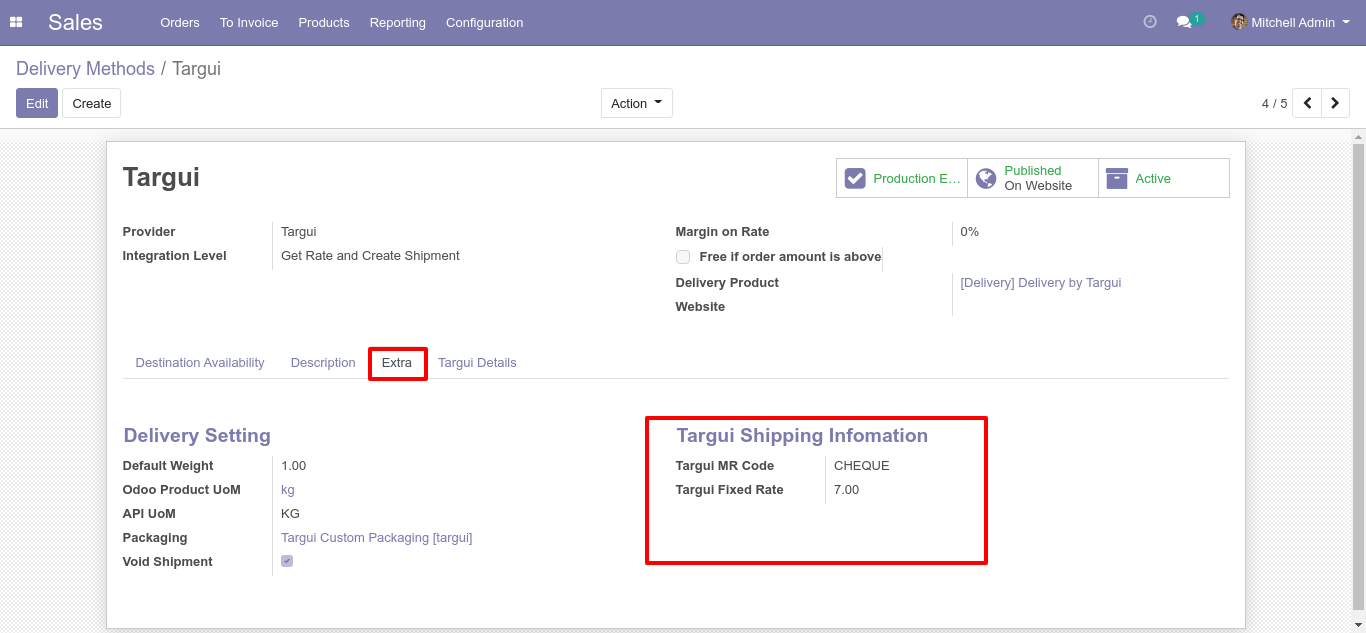 Sales Orders To Invoice Products Reporting Configuration 1 Mitchell Admin
Delivery Methods / Targui
Edit Create Action 4 / 5
Targui
Production E... Published On Website Active
Provider Targui
Integration Level Get Rate and Create Shipment
Margin on Rate 0%
Free if order amount is above
Delivery Product [Delivery] Delivery by Targui
Website
Destination Availability Description Extra Targui Details
Delivery Setting
Default Weight 1.00
Odoo Product UoM kg
API UoM KG
Packaging Targui Custom Packaging [targui]
Void Shipment
Targui Shipping Infomation
Targui MR Code CHEQUE
Targui Fixed Rate 7.00